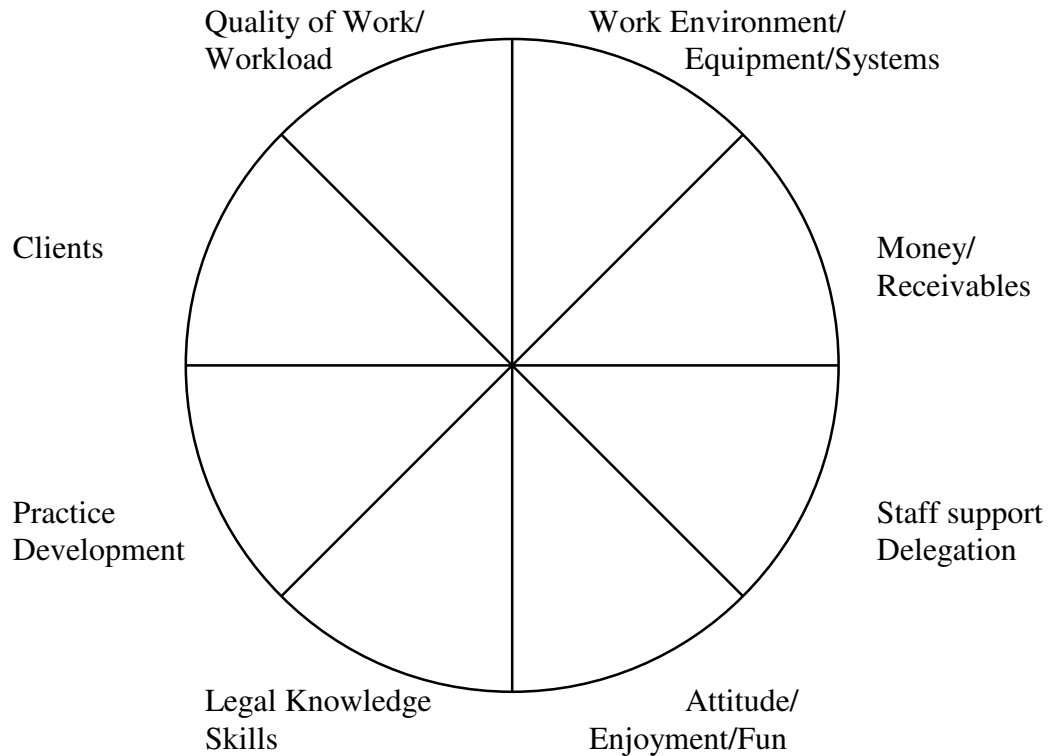 Quality of Work/
Workload
Work Environment/
Equipment/Systems
Clients
Money/
Receivables
Practice
Development
Staff support
Delegation
Legal Knowledge
Skills
Attitude/
Enjoyment/Fun